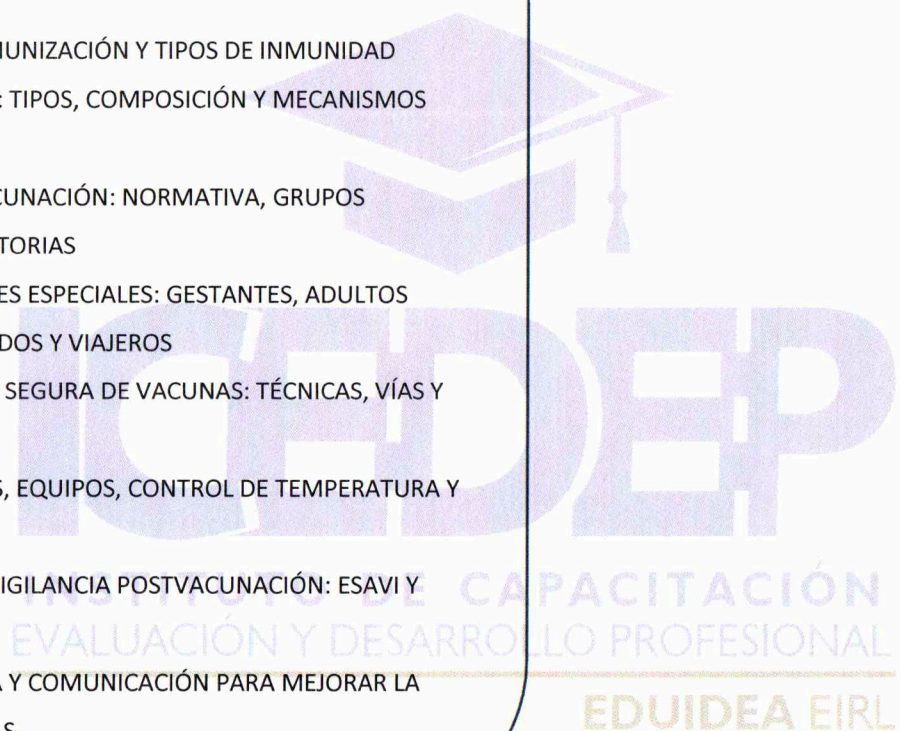 MUNIZACIÓN Y TIPOS DE INMUNIDAD
: TIPOS, COMPOSICIÓN Y MECANISMOS
CUNACIÓN: NORMATIVA, GRUPOS
TORIAS
ES ESPECIALES: GESTANTES, ADULTOS
DOS Y VIAJEROS
SEGURA DE VACUNAS: TÉCNICAS, VÍAS Y
S, EQUIPOS, CONTROL DE TEMPERATURA Y
IGILANCIA POSTVACUNACIÓN: ESAVI Y
A Y COMUNICACIÓN PARA MEJORAR LA
ICEDEP
INSTITUTO DE CAPACITACIÓN
EVALUACIÓN Y DESARROLLO PROFESIONAL
EDUIDEA EIRL